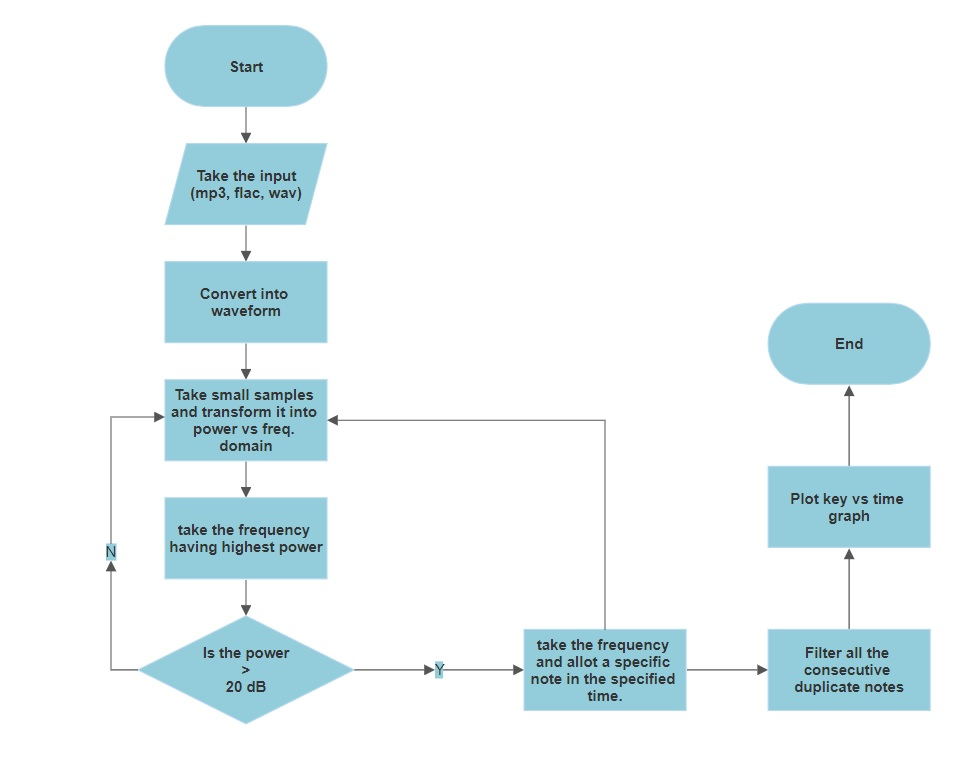 Start
Take the input
(mp3, flac, wav)
Convert into
waveform
Take small samples
and transform it into
power vs freq.
domain
take the frequency
having highest power
N
Is the power
>
20 dB
Y
take the frequency
and allot a specific
note in the specified
time.
Filter all the
consecutive
duplicate notes
Plot key vs time
graph
End